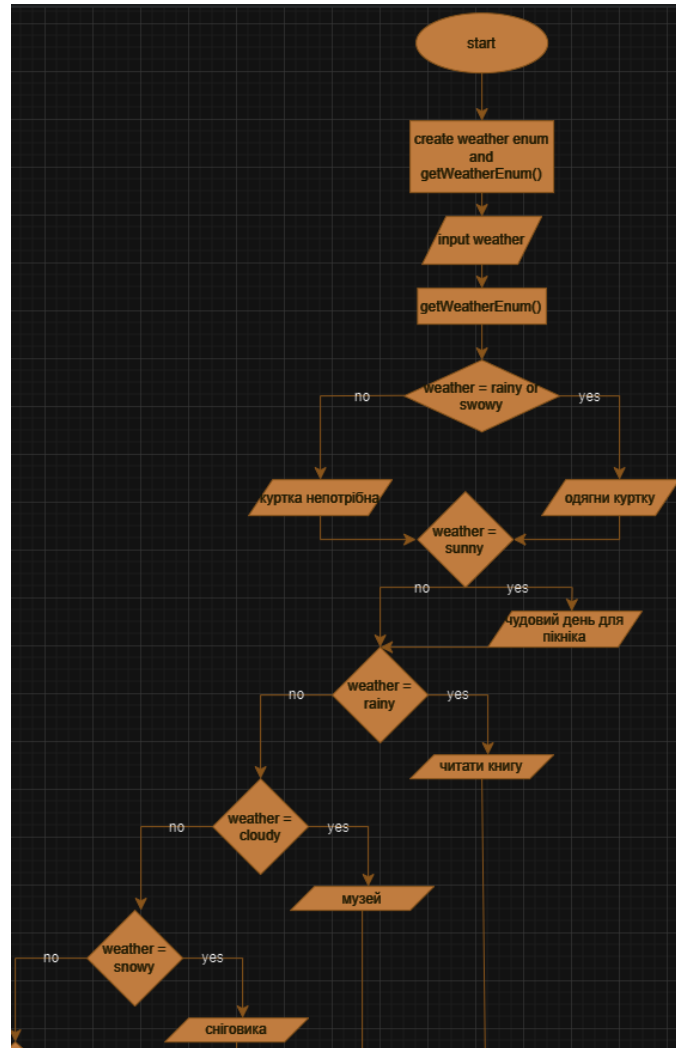 start
create weather enum
and
getWeatherEnum()
input weather
getWeatherEnum()
weather = rainy or
swowy
no
yes
куртка непотрібна
одягни куртку
weather =
sunny
no
yes
чудовий день для
пікніка
weather =
rainy
no
yes
читати книгу
weather =
cloudy
no
yes
музей
weather =
snowy
no
yes
сніговика